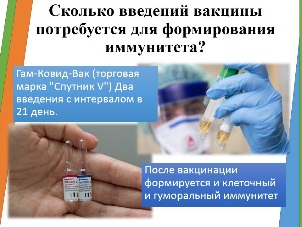 Сколько введений вакцины
потребуется для формирования
иммунитета?
Гам-Ковид-Вак (торговая
марка "Спутник V") Два
введения с интервалом в
21 день.
После вакцинации
формируется и клеточный
и гуморальный иммунитет